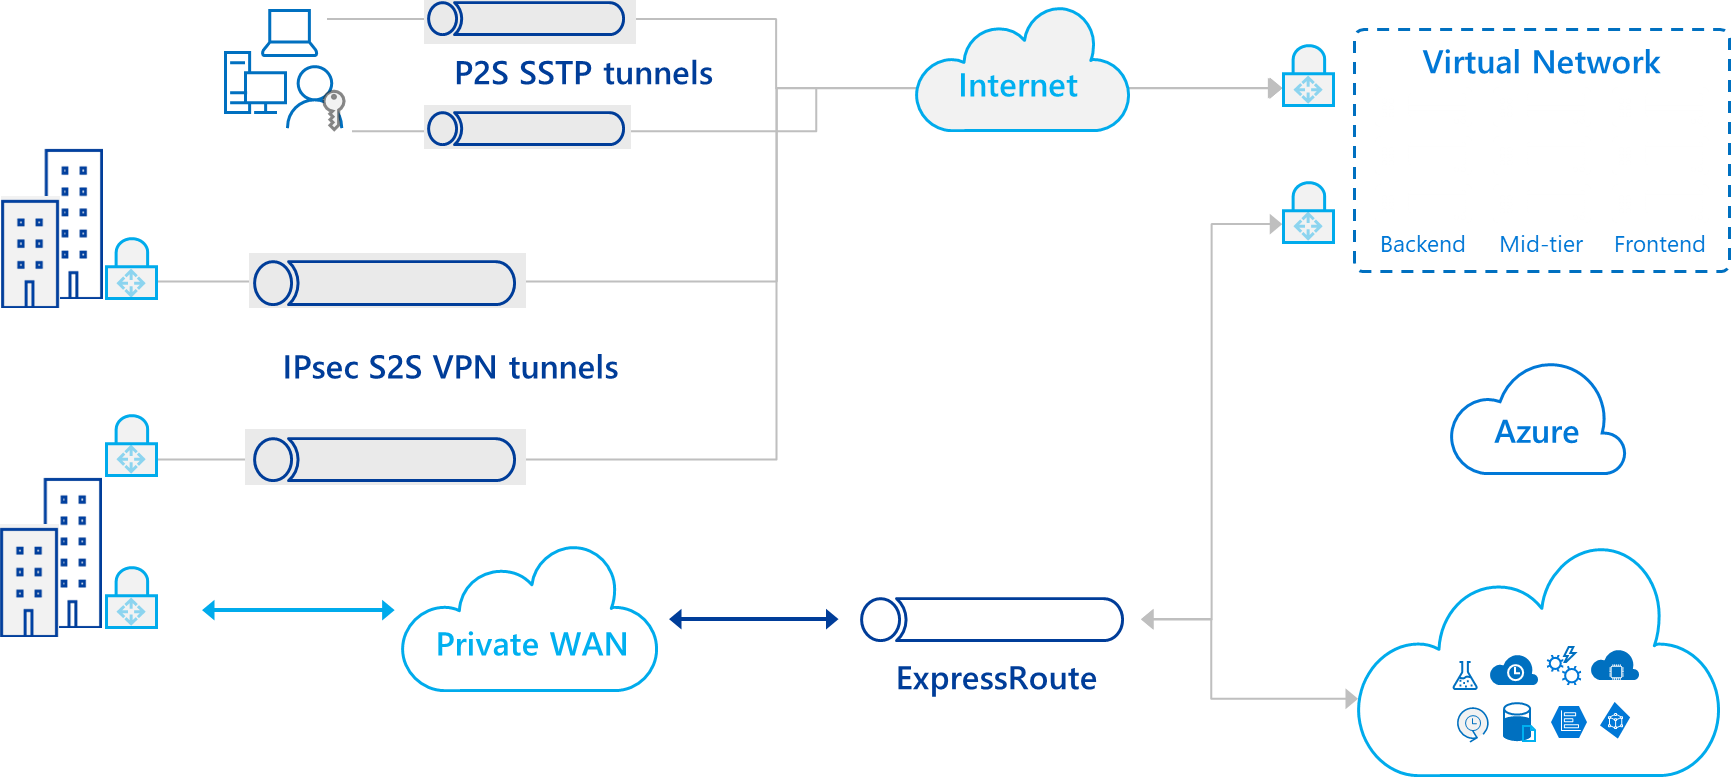 P2S SSTP tunnels
Internet
Virtual Network
Backend Mid-tier Frontend
IPsec S2S VPN tunnels
Azure
Private WAN
ExpressRoute